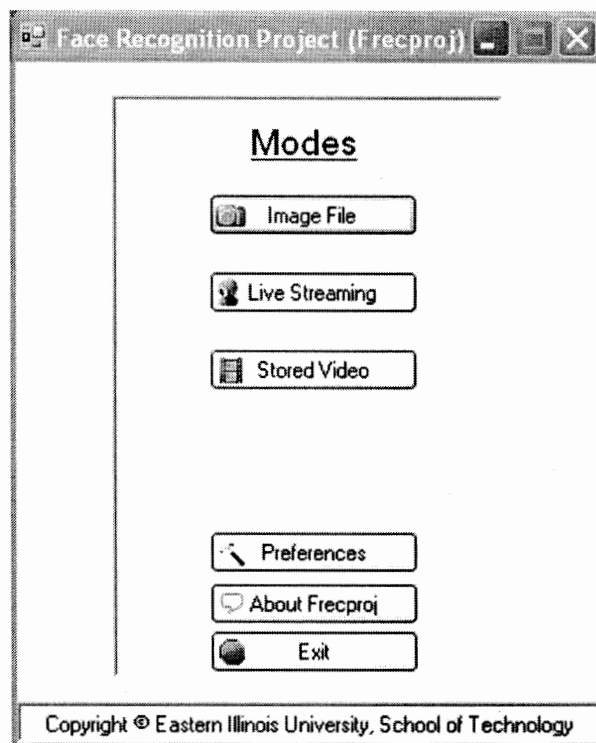 Face Recognition Project (Frecproj)
Modes
Image File
Live Streaming
Stored Video
Preferences
About Frecproj
Exit
Copyright © Eastern Illinois University, School of Technology